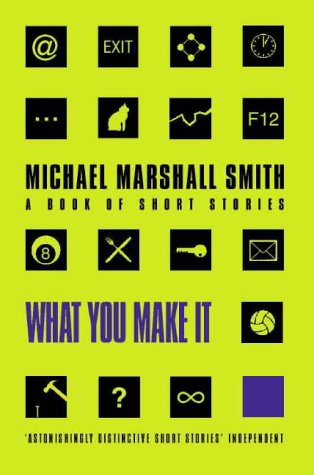 @ EXIT
... F12
MICHAEL MARSHALL SMITH
A BOOK OF SHORT STORIES
8
WHAT YOU MAKE IT
? ∞
'ASTONISHINGLY DISTINCTIVE SHORT STORIES' INDEPENDENT